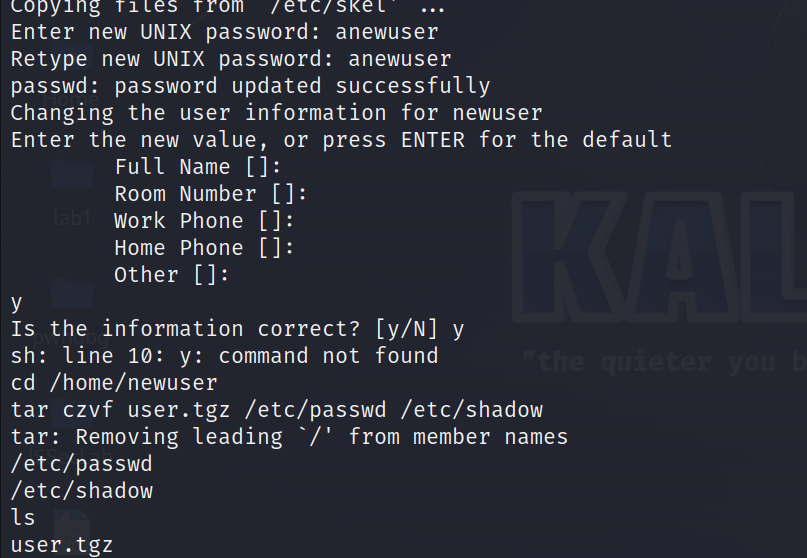 Copying files from `/etc/skel' ...
Enter new UNIX password: anewuser
Retype new UNIX password: anewuser
passwd: password updated successfully
Changing the user information for newuser
Enter the new value, or press ENTER for the default
        Full Name []:
        Room Number []:
        Work Phone []:
        Home Phone []:
        Other []:
y
Is the information correct? [y/N] y
sh: line 10: y: command not found
cd /home/newuser
tar czvf user.tgz /etc/passwd /etc/shadow
tar: Removing leading `/' from member names
/etc/passwd
/etc/shadow
ls
user.tgz
Home
lab1
KAL
"the quieter you b